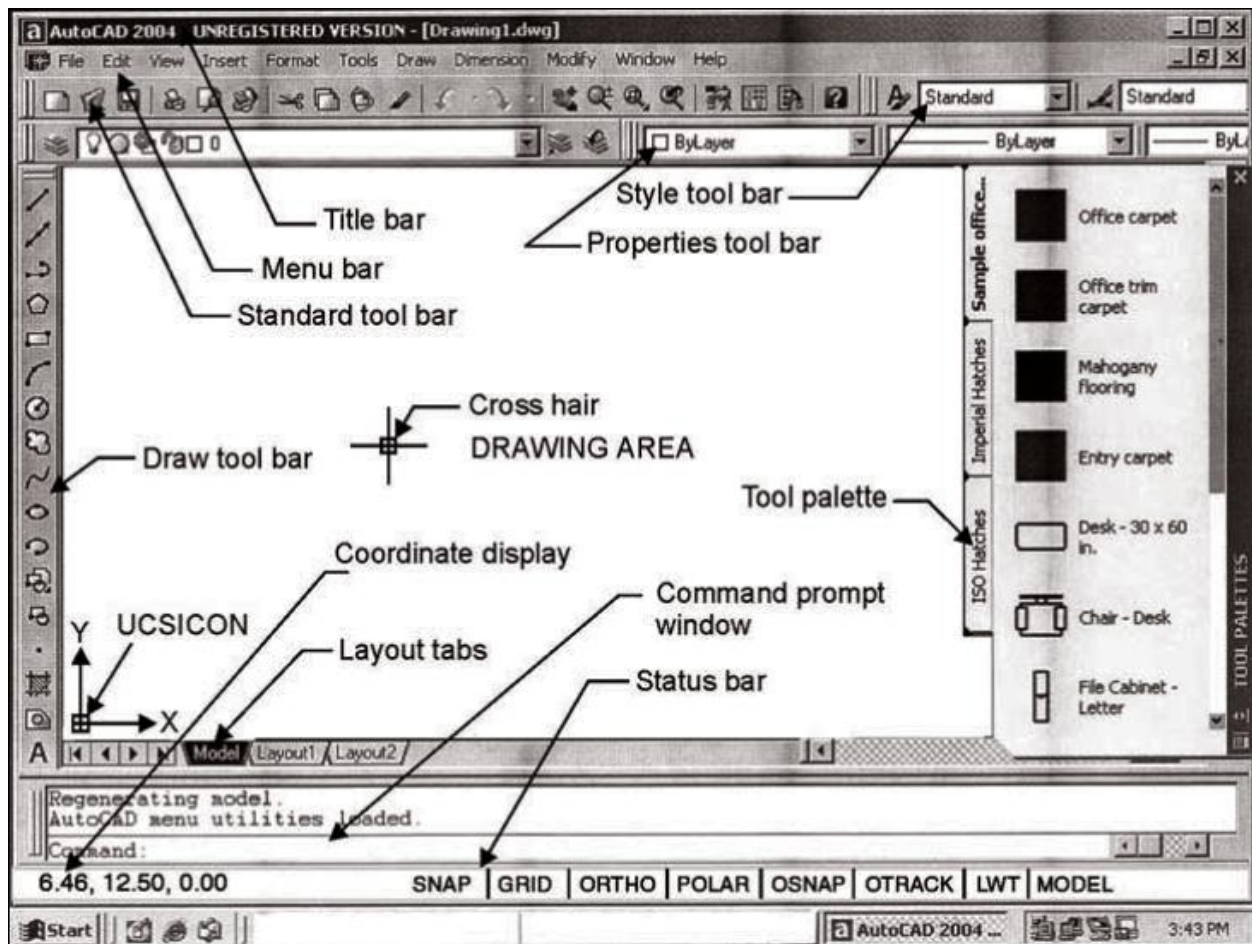 AutoCAD 2004 UNREGISTERED VERSION - [Drawing1.dwg]
File Edit View Insert Format Tools Draw Dimension Modify Window Help
Standard
Standard
0
ByLayer
ByLayer
ByL
Style tool bar
Title bar
Properties tool bar
Menu bar
Standard tool bar
Cross hair
DRAWING AREA
Draw tool bar
Tool palette
Coordinate display
Command prompt
window
UCSICON
Y
X
Layout tabs
Status bar
Sample office...
Imperial Hatches
ISO Hatches
Office carpet
Office trim
carpet
Mahogany
flooring
Entry carpet
Desk - 30 x 60
in.
Chair - Desk
File Cabinet -
Letter
TOOL PALETTES
A
Model Layout1 Layout2
Regenerating model.
AutoCAD menu utilities loaded.
Command:
6.46, 12.50, 0.00 SNAP GRID ORTHO POLAR OSNAP OTRACK LWT MODEL
Start AutoCAD 2004 ... 3:43 PM